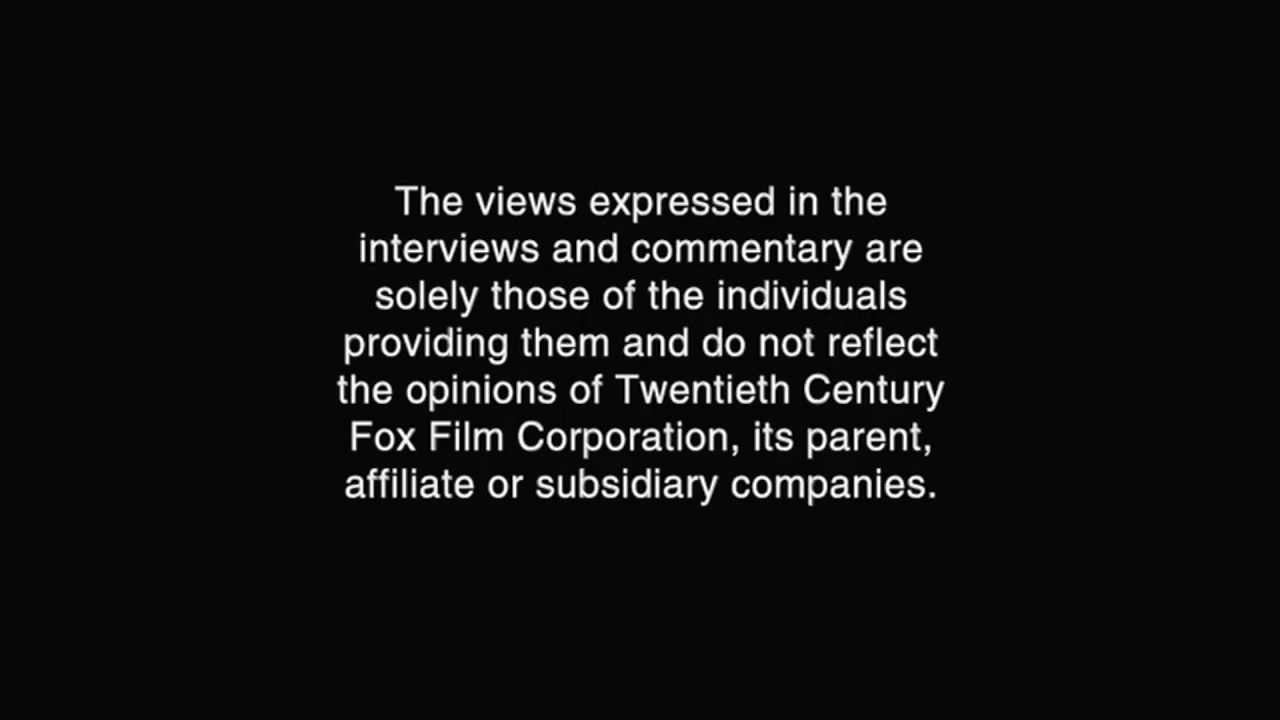 The views expressed in the
interviews and commentary are
solely those of the individuals
providing them and do not reflect
the opinions of Twentieth Century
Fox Film Corporation, its parent,
affiliate or subsidiary companies.